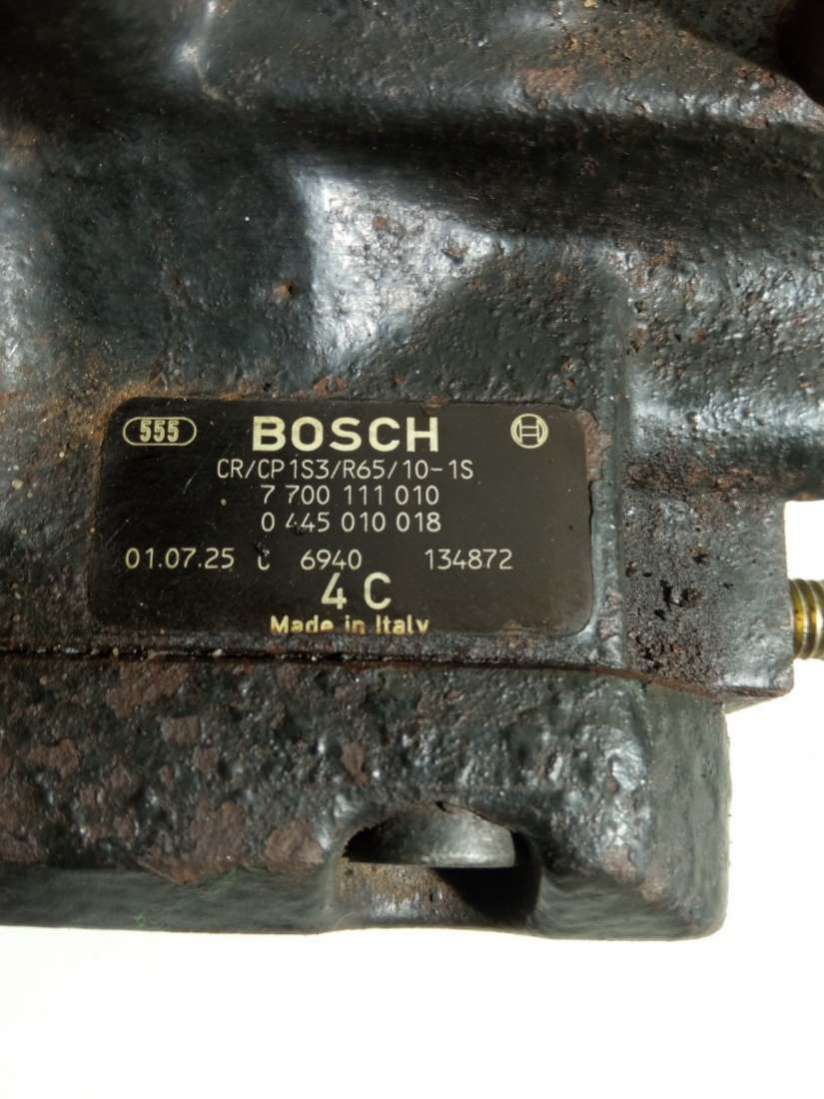 555 BOSCH
CR/CP1S3/R65/10-1S
7 700 111 010
0 445 010 018
01.07.25 6940 134872
4 C
Made in Italy